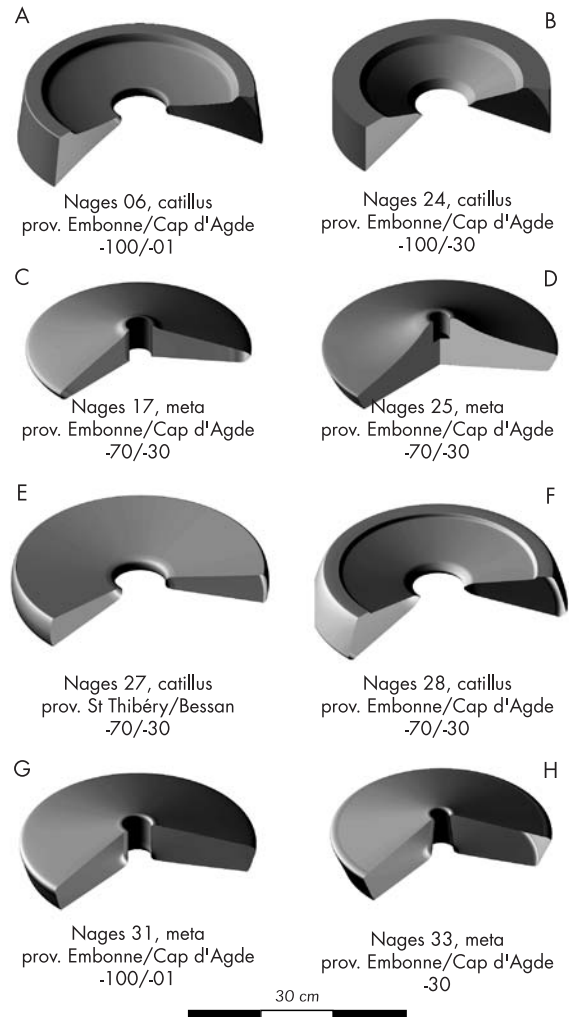 A
Nages 06, catillus
prov. Embonne/Cap d'Agde
-100/-01
B
Nages 24, catillus
prov. Embonne/Cap d'Agde
-100/-30
C
Nages 17, meta
prov. Embonne/Cap d'Agde
-70/-30
D
Nages 25, meta
prov. Embonne/Cap d'Agde
-70/-30
E
Nages 27, catillus
prov. St Thibéry/Bessan
-70/-30
F
Nages 28, catillus
prov. Embonne/Cap d'Agde
-70/-30
G
Nages 31, meta
prov. Embonne/Cap d'Agde
-100/-01
H
Nages 33, meta
prov. Embonne/Cap d'Agde
-30
30 cm